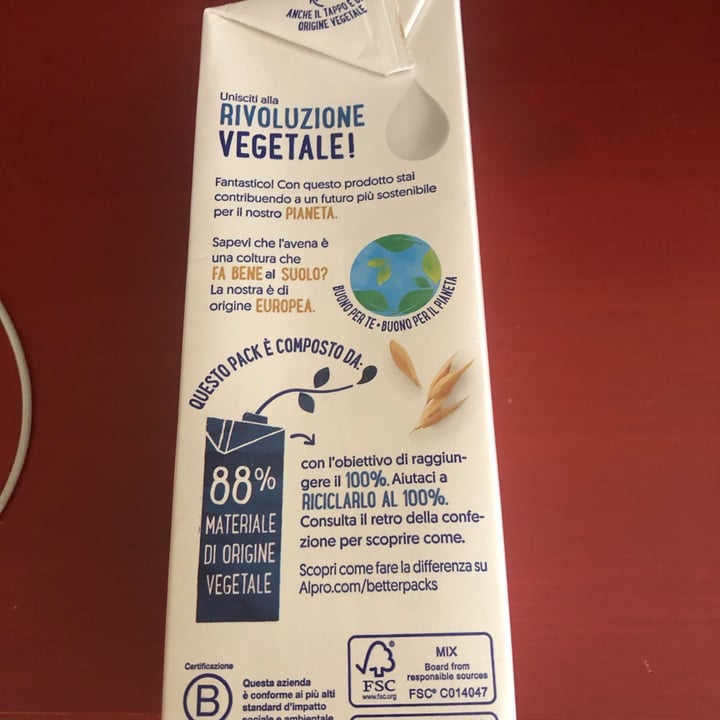 ANCHE IL TAPPO È DI
ORIGINE VEGETALE
Unisciti alla
RIVOLUZIONE
VEGETALE!
Fantastico! Con questo prodotto stai
contribuendo a un futuro più sostenibile
per il nostro PIANETA.
Sapevi che l'avena è
una coltura che
FA BENE al SUOLO?
La nostra è di
origine EUROPEA.
BUONO PER TE • BUONO PER IL PIANETA
QUESTO PACK È COMPOSTO DA:
88%
MATERIALE
DI ORIGINE
VEGETALE
con l'obiettivo di raggiun-
gere il 100%. Aiutaci a
RICICLARLO AL 100%.
Consulta il retro della confe-
zione per scoprire come.
Scopri come fare la differenza su
Alpro.com/betterpacks
Certificazione
B
Questa azienda
è conforme ai più alti
standard d'impatto
sociale e ambientale
FSC
www.fsc.org
MIX
Board from
responsible sources
FSC® C014047